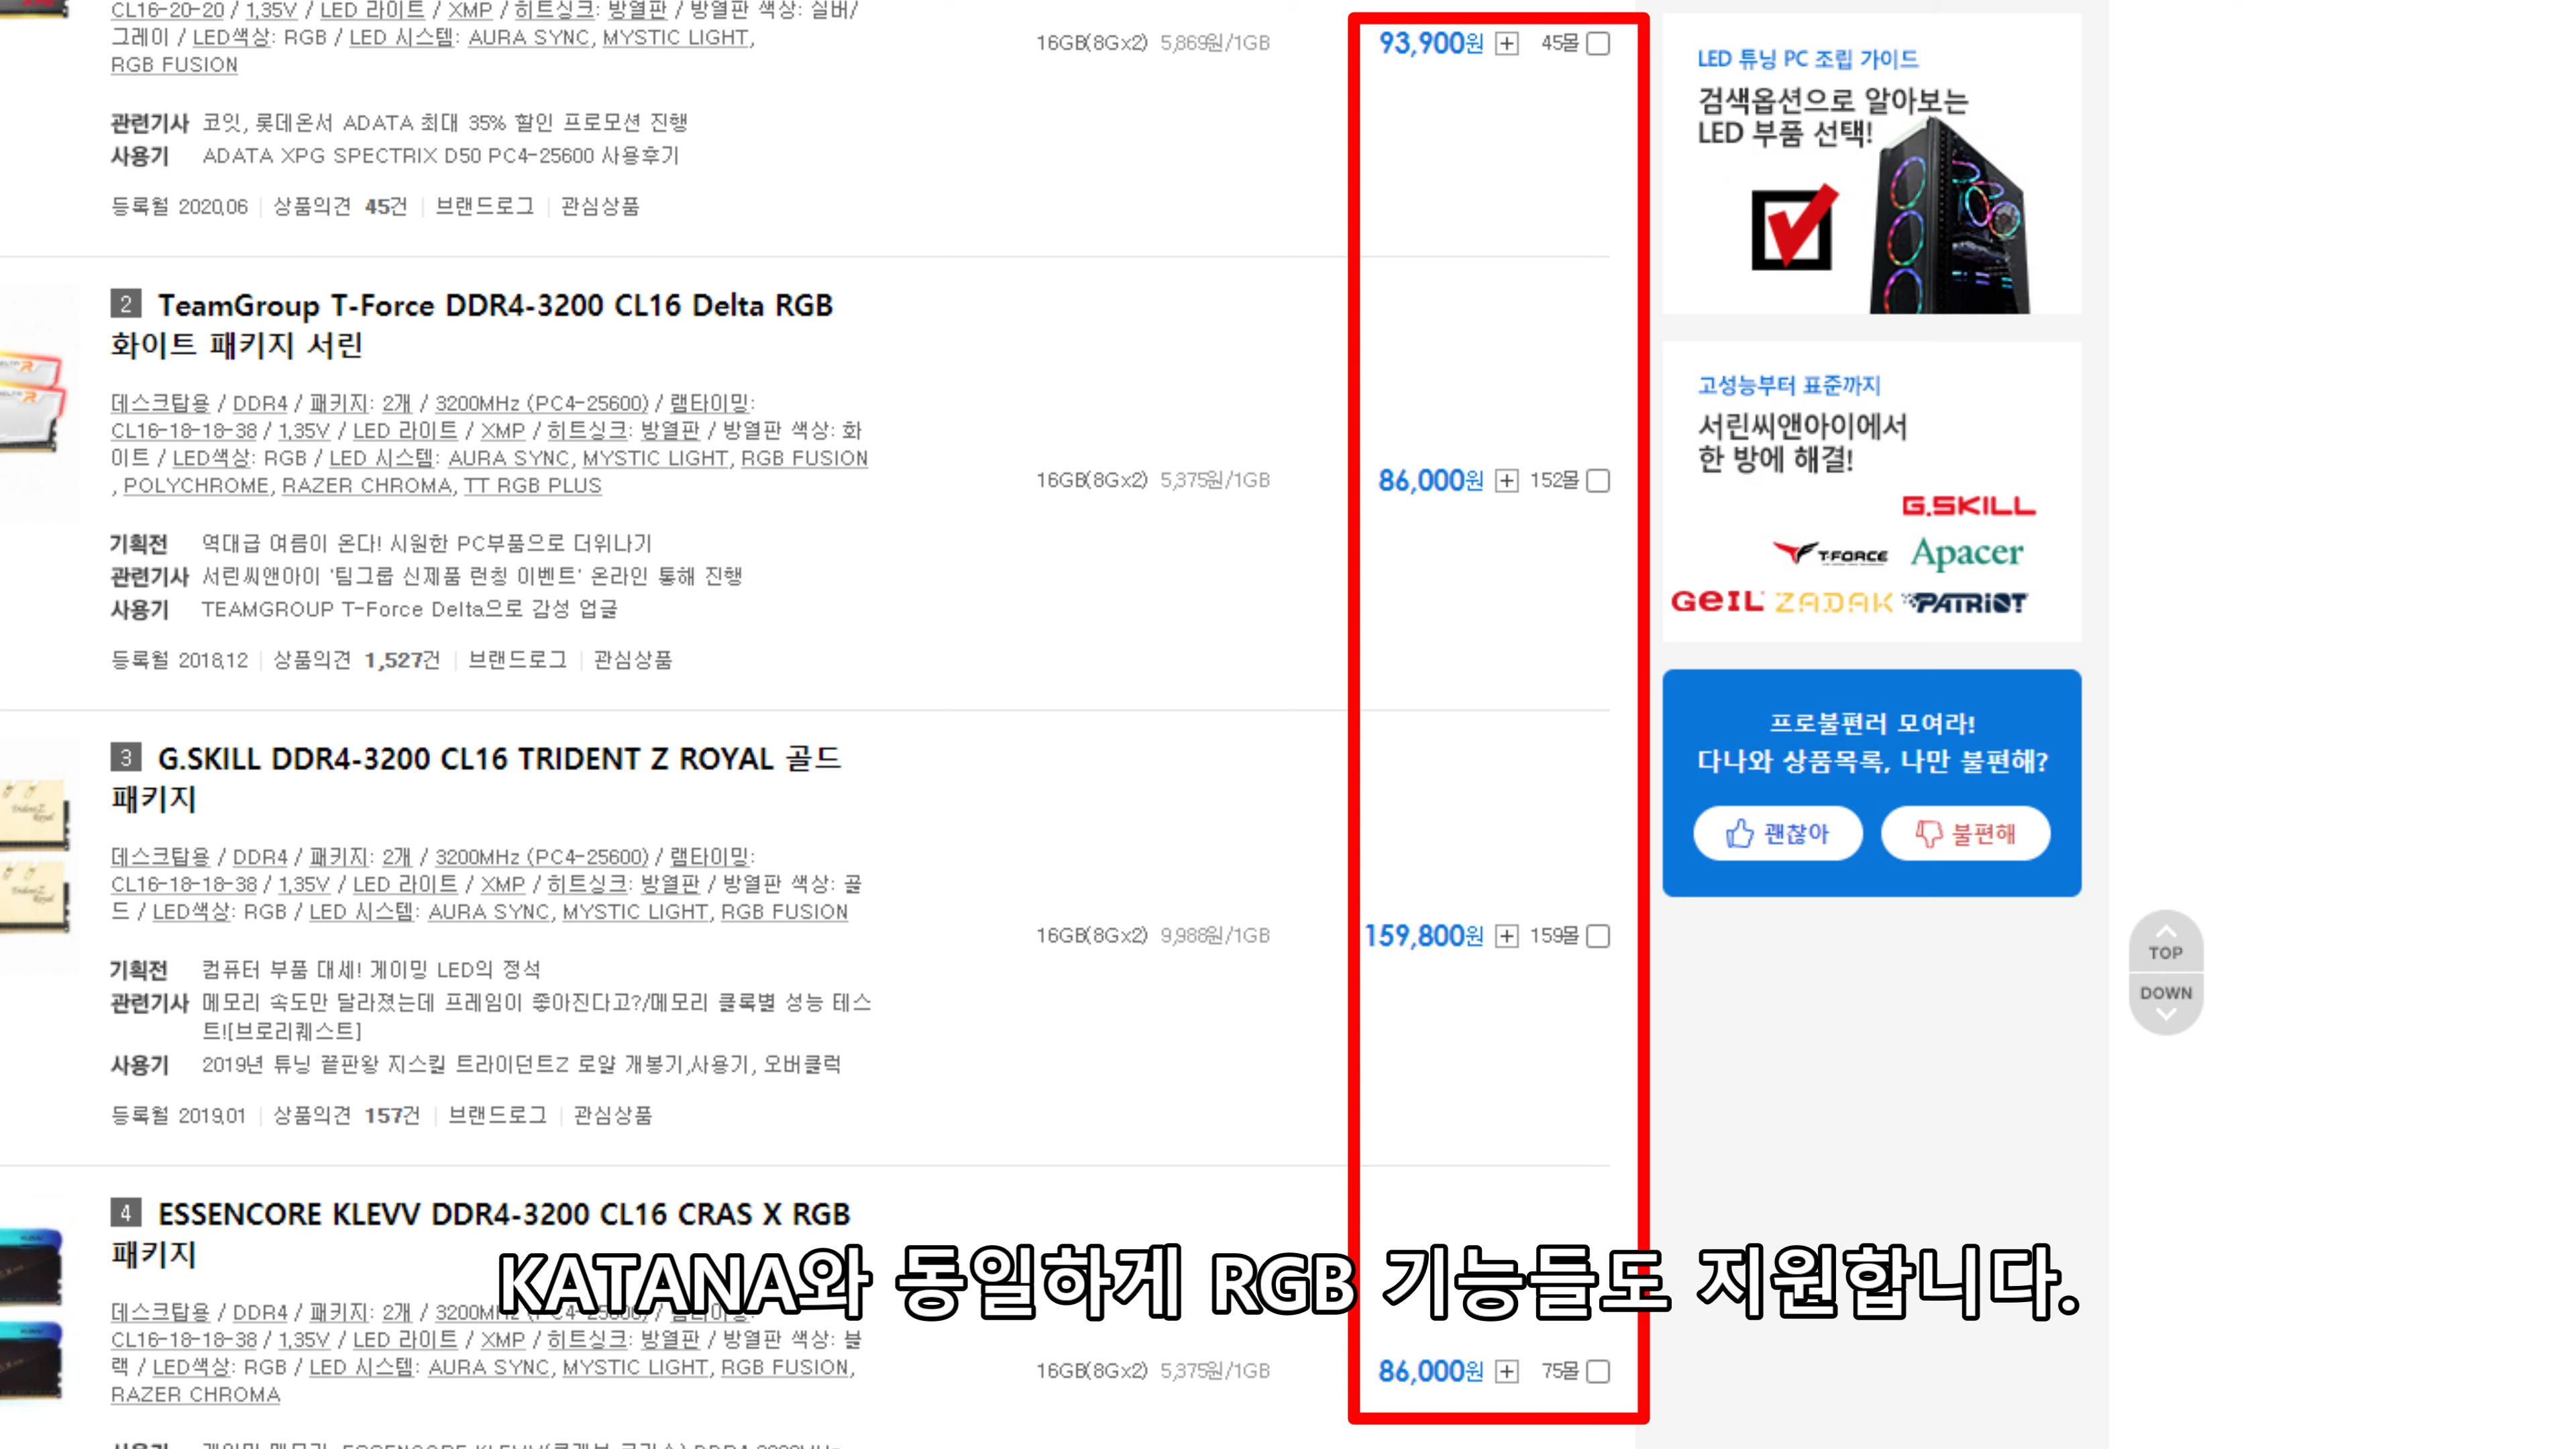 CL16-20-20 / 1.35V / LED 라이트 / XMP / 히트싱크: 방열판 / 방열판 색상: 실버/
그레이 / LED색상: RGB / LED 시스템: AURA SYNC, MYSTIC LIGHT,
RGB FUSION
16GB(8Gx2) 5,869원/1GB
93,900원 45몰
관련기사 코잇, 롯데온서 ADATA 최대 35% 할인 프로모션 진행
사용기 ADATA XPG SPECTRIX D50 PC4-25600 사용후기
등록월 2020.06 상품의견 45건 브랜드로그 관심상품
2 TeamGroup T-Force DDR4-3200 CL16 Delta RGB
화이트 패키지 서린
데스크탑용 / DDR4 / 패키지: 2개 / 3200MHz (PC4-25600) / 램타이밍:
CL16-18-18-38 / 1.35V / LED 라이트 / XMP / 히트싱크: 방열판 / 방열판 색상: 화
이트 / LED색상: RGB / LED 시스템: AURA SYNC, MYSTIC LIGHT, RGB FUSION
, POLYCHROME, RAZER CHROMA, TT RGB PLUS
16GB(8Gx2) 5,375원/1GB
86,000원 152몰
기획전 역대급 여름이 온다! 시원한 PC부품으로 더위나기
관련기사 서린씨앤아이 '팀그룹 신제품 런칭 이벤트' 온라인 통해 진행
사용기 TEAMGROUP T-Force Delta으로 감성 업글
등록월 2018.12 상품의견 1,527건 브랜드로그 관심상품
3 G.SKILL DDR4-3200 CL16 TRIDENT Z ROYAL 골드
패키지
데스크탑용 / DDR4 / 패키지: 2개 / 3200MHz (PC4-25600) / 램타이밍:
CL16-18-18-38 / 1.35V / LED 라이트 / XMP / 히트싱크: 방열판 / 방열판 색상: 골
드 / LED색상: RGB / LED 시스템: AURA SYNC, MYSTIC LIGHT, RGB FUSION
16GB(8Gx2) 9,988원/1GB
159,800원 159몰
기획전 컴퓨터 부품 대세! 게이밍 LED의 정석
관련기사 메모리 속도만 달라졌는데 프레임이 좋아진다고?/메모리 클록별 성능 테스
트![브로리퀘스트]
사용기 2019년 튜닝 끝판왕 지스킬 트라이던트Z 로얄 개봉기,사용기, 오버클럭
등록월 2019.01 상품의견 157건 브랜드로그 관심상품
4 ESSENCORE KLEVV DDR4-3200 CL16 CRAS X RGB
패키지
KATANA와 동일하게 RGB 기능들도 지원합니다.
데스크탑용 / DDR4 / 패키지: 2개 / 3200MHz (PC4-25600) / 램타이밍:
CL16-18-18-38 / 1.35V / LED 라이트 / XMP / 히트싱크: 방열판 / 방열판 색상: 블
랙 / LED색상: RGB / LED 시스템: AURA SYNC, MYSTIC LIGHT, RGB FUSION,
RAZER CHROMA
16GB(8Gx2) 5,375원/1GB
86,000원 75몰
LED 튜닝 PC 조립 가이드
검색옵션으로 알아보는
LED 부품 선택!
고성능부터 표준까지
서린씨앤아이에서
한 방에 해결!
G.SKILL
T-FORCE Apacer
GeIL ZADAK PATRIOT
프로불편러 모여라!
다나와 상품목록, 나만 불편해?
괜찮아 불편해
TOP
DOWN